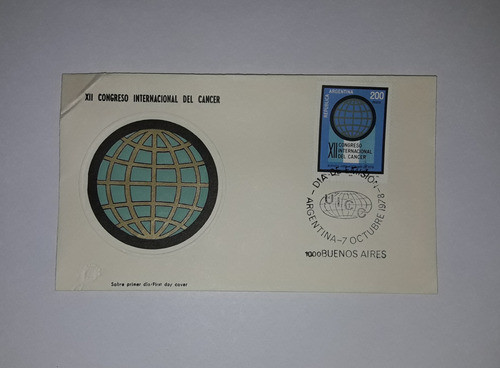 XII CONGRESO INTERNACIONAL DEL CANCER
REPUBLICA ARGENTINA
200
XII CONGRESO
INTERNACIONAL
DEL CANCER
- DIA DE EMISION -
UICC
ARGENTINA-7 OCTUBRE 1978
1000 BUENOS AIRES
Sobre primer día-First day cover